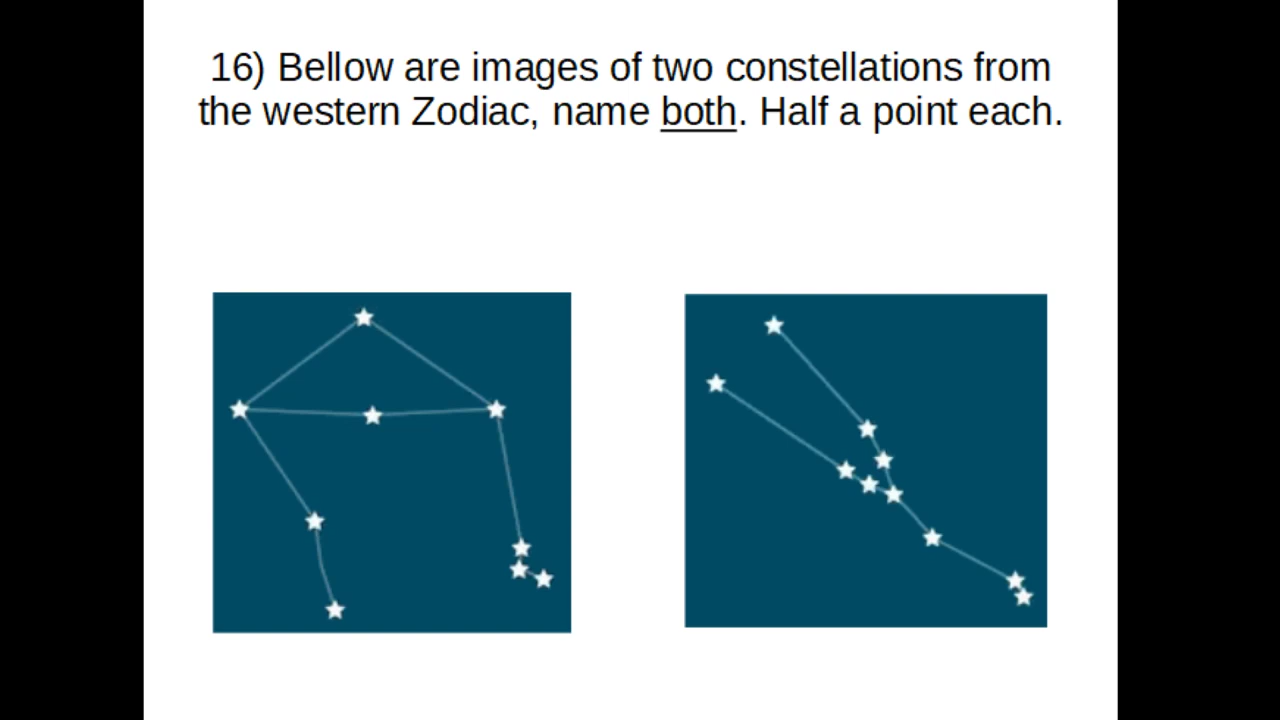 16) Bellow are images of two constellations from
the western Zodiac, name both. Half a point each.